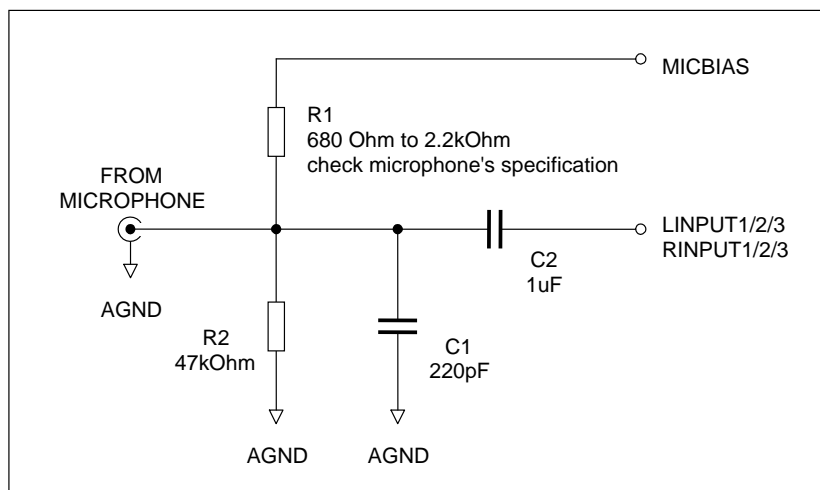 MICBIAS
R1
680 Ohm to 2.2kOhm
check microphone's specification
FROM
MICROPHONE
LINPUT1/2/3
RINPUT1/2/3
C2
1uF
AGND
R2
47kOhm
C1
220pF
AGND
AGND